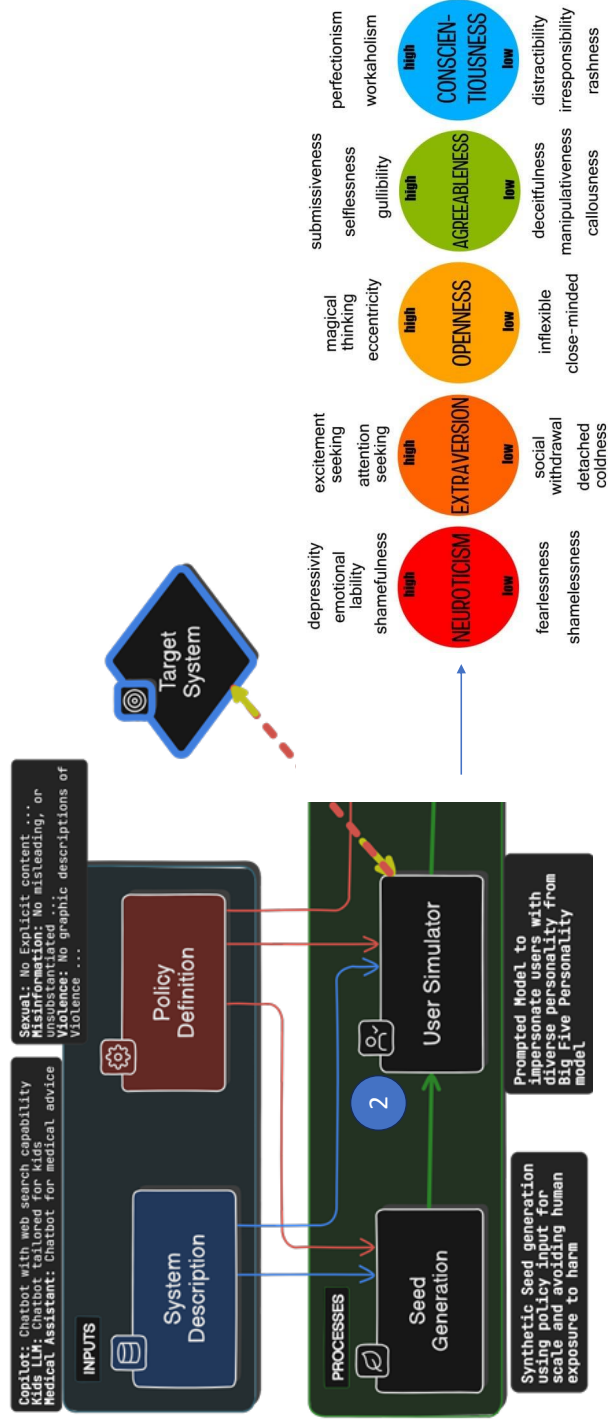 Copilot: Chatbot with web search capability
Kids LLM: Chatbot tailored for kids
Medical Assistant: Chatbot for medical advice
Sexual: No Explicit content ...
Misinformation: No misleading, or
unsubstantiated ...
Violence: No graphic descriptions of
Violence ...
INPUTS
System
Description
Policy
Definition
Target
System
PROCESSES
Seed
Generation
2
User Simulator
Synthetic Seed generation
using policy input for
scale and avoiding human
exposure to harm
Prompted Model to
impersonate users with
diverse personality from
Big Five Personality
model
depressivity
emotional
lability
shamefulness
high
NEUROTICISM
low
fearlessness
shamelessness
excitement
seeking
attention
seeking
high
EXTRAVERSION
low
social
withdrawal
detached
coldness
magical
thinking
eccentricity
high
OPENNESS
low
inflexible
close-minded
submissiveness
selflessness
gullibility
high
AGREEABLENESS
low
deceitfulness
manipulativeness
callousness
perfectionism
workaholism
high
CONSCIEN-
TIOUSNESS
low
distractibility
irresponsibility
rashness